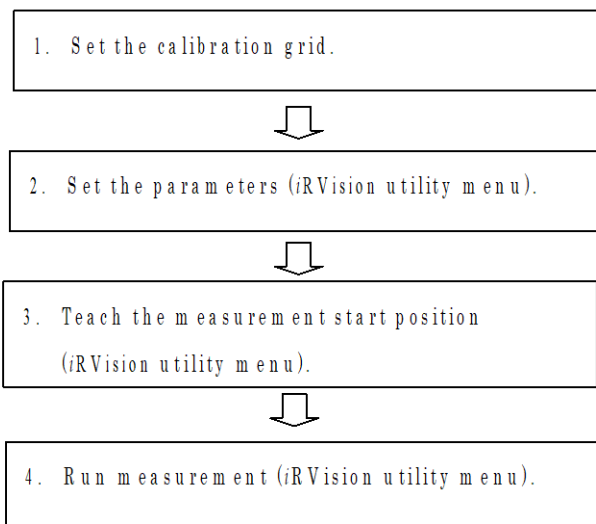 1. Set the calibration grid.
2. Set the parameters (iRVision utility menu).
3. Teach the measurement start position
(iRVision utility menu).
4. Run measurement (iRVision utility menu).